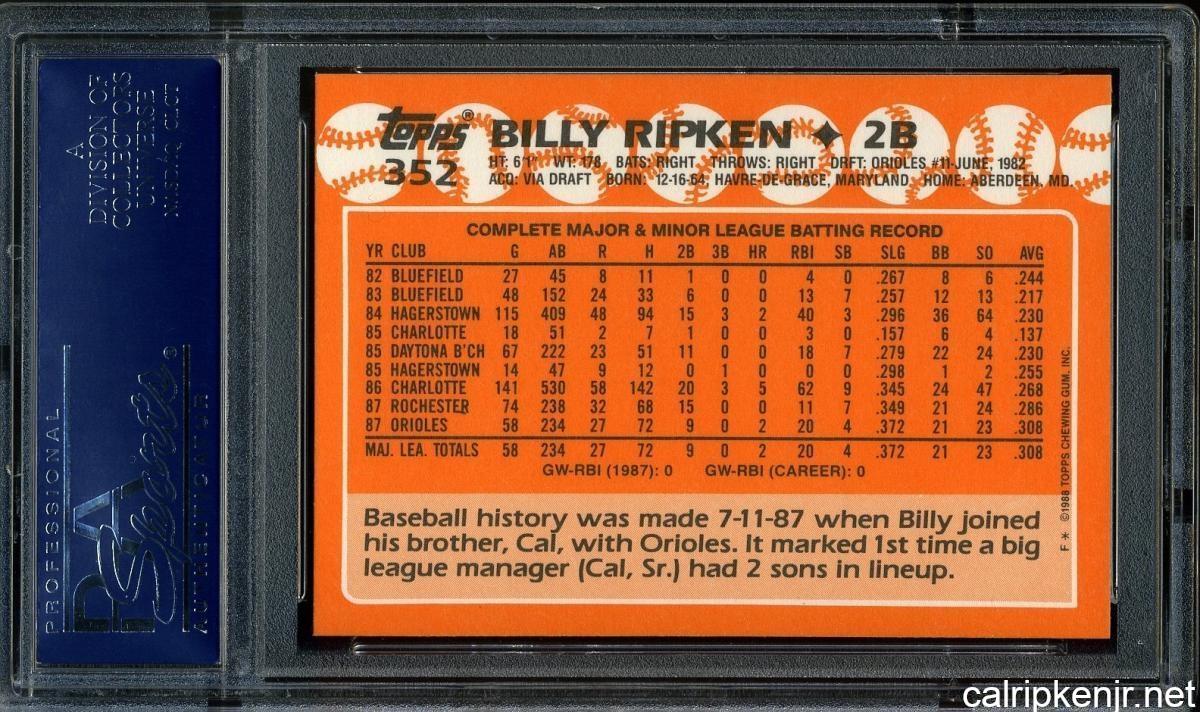 A
DIVISION OF
COLLECTORS
UNIVERSE
NASDAQ: CLCT
PROFESSIONAL
PSA
Sports®
AUTHENTICATOR
topps® BILLY RIPKEN ♦ 2B
352 HT: 6'1" WT: 178 BATS: RIGHT THROWS: RIGHT DRFT: ORIOLES #11-JUNE, 1982
ACQ: VIA DRAFT BORN: 12-16-64, HAVRE-DE-GRACE, MARYLAND HOME: ABERDEEN, MD.
COMPLETE MAJOR & MINOR LEAGUE BATTING RECORD
YR CLUB G AB R H 2B 3B HR RBI SB SLG BB SO AVG
82 BLUEFIELD 27 45 8 11 1 0 0 4 0 .267 8 6 .244
83 BLUEFIELD 48 152 24 33 6 0 0 13 7 .257 12 13 .217
84 HAGERSTOWN 115 409 48 94 15 3 2 40 3 .296 36 64 .230
85 CHARLOTTE 18 51 2 7 1 0 0 3 0 .157 6 4 .137
85 DAYTONA B'CH 67 222 23 51 11 0 0 18 7 .279 22 24 .230
85 HAGERSTOWN 14 47 9 12 0 1 0 0 0 .298 1 2 .255
86 CHARLOTTE 141 530 58 142 20 3 5 62 9 .345 24 47 .268
87 ROCHESTER 74 238 32 68 15 0 0 11 7 .349 21 24 .286
87 ORIOLES 58 234 27 72 9 0 2 20 4 .372 21 23 .308
MAJ. LEA. TOTALS 58 234 27 72 9 0 2 20 4 .372 21 23 .308
GW-RBI (1987): 0 GW-RBI (CAREER): 0
Baseball history was made 7-11-87 when Billy joined
his brother, Cal, with Orioles. It marked 1st time a big
league manager (Cal, Sr.) had 2 sons in lineup.
F * ©1988 TOPPS CHEWING GUM, INC.
calripkenjr.net